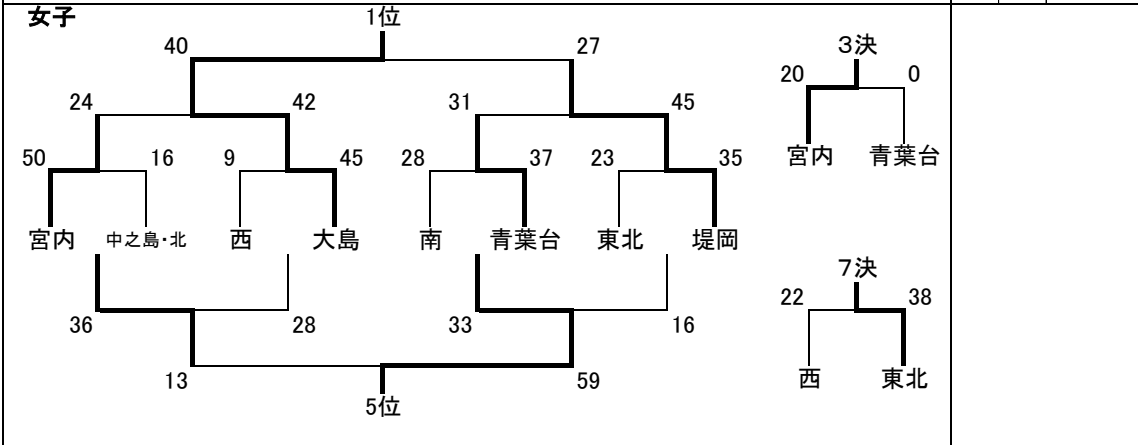 女子
1位
40 27
3決
20 0
24 42 31 45
50 16 9 45 28 37 23 35
宮内 青葉台
宮内 中之島・北 西 大島 南 青葉台 東北 堤岡
7決
22 38
36 28 33 16
13 59
西 東北
5位